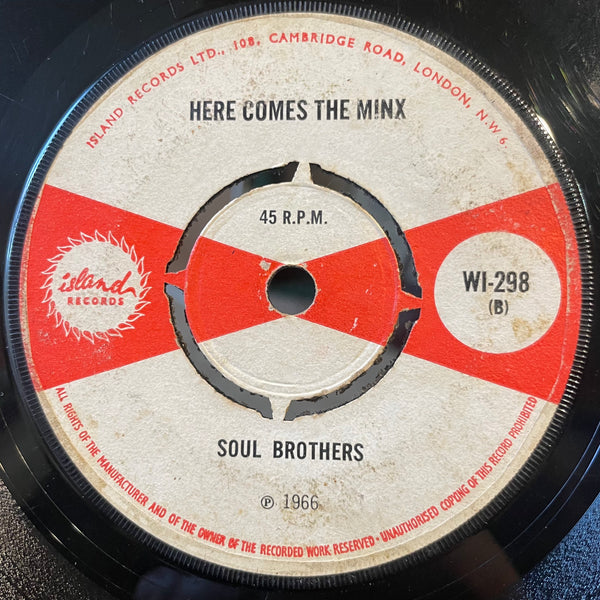 ISLAND RECORDS LTD., 108, CAMBRIDGE ROAD, LONDON, N.W 6.
HERE COMES THE MINX
45 R.P.M.
island
RECORDS
WI-298
(B)
SOUL BROTHERS
℗ 1966
ALL RIGHTS OF THE MANUFACTURER AND OF THE OWNER OF THE RECORDED WORK RESERVED • UNAUTHORISED COPYING OF THIS RECORD PROHIBITED